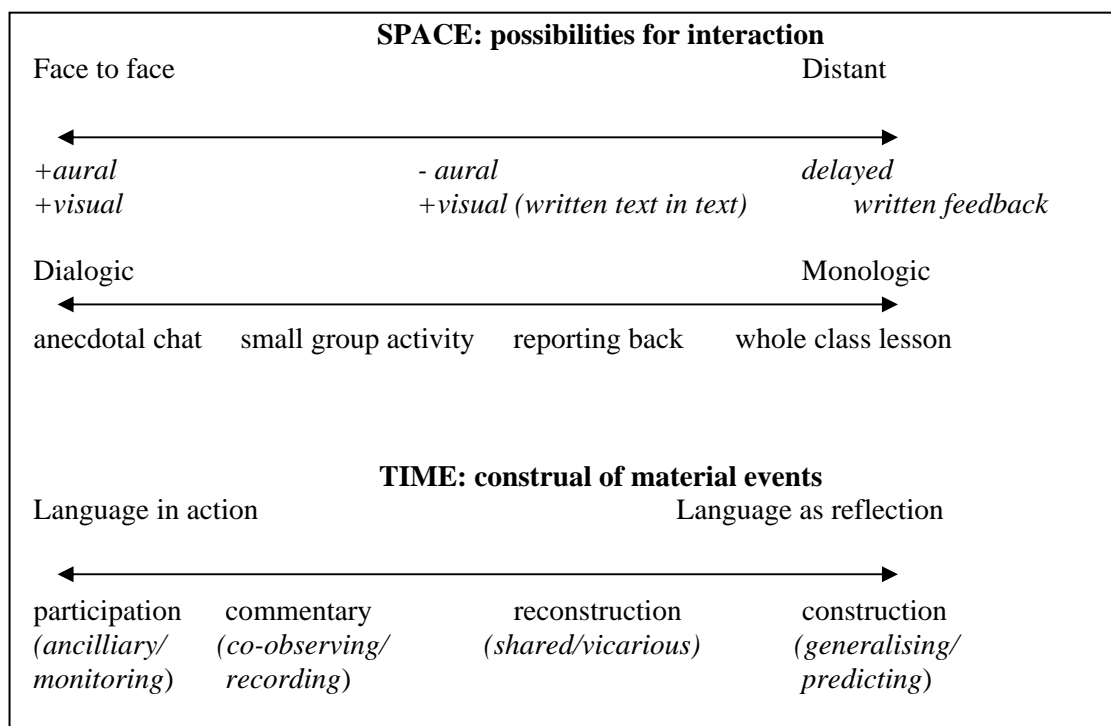 SPACE: possibilities for interaction
Face to face Distant
+aural - aural delayed
+visual +visual (written text in text) written feedback
Dialogic Monologic
anecdotal chat small group activity reporting back whole class lesson
TIME: construal of material events
Language in action Language as reflection
participation commentary reconstruction construction
(ancilliary/ (co-observing/ (shared/vicarious) (generalising/
monitoring) recording) predicting)